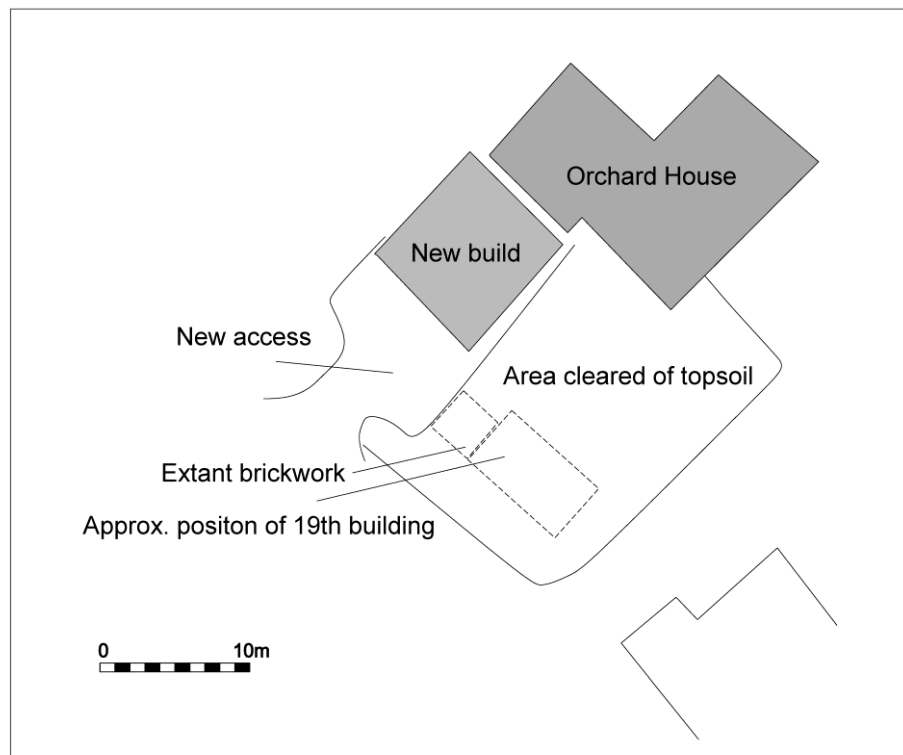 Orchard House
New build
New access
Area cleared of topsoil
Extant brickwork
Approx. positon of 19th building
0 10m